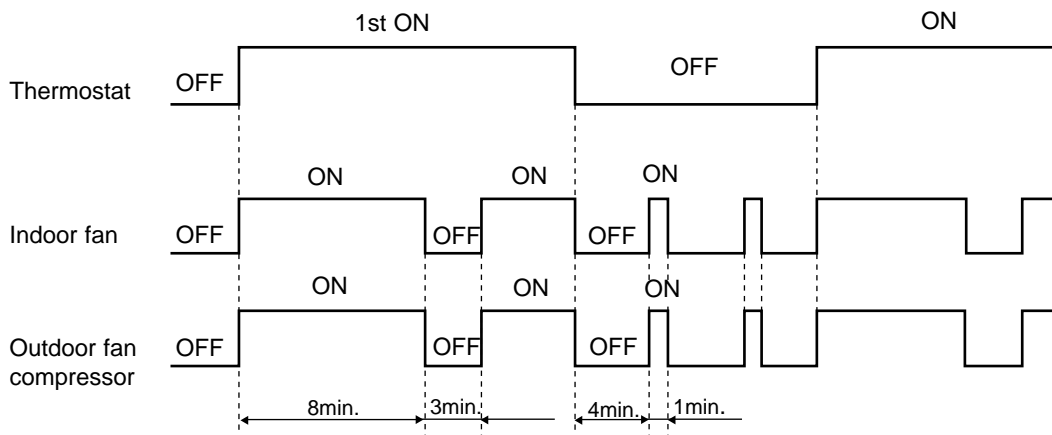 1st ON
ON
OFF
OFF
Thermostat
ON
ON
ON
Indoor fan
OFF
OFF
OFF
ON
ON
ON
Outdoor fan
compressor
OFF
OFF
OFF
8min.
3min.
4min.
1min.